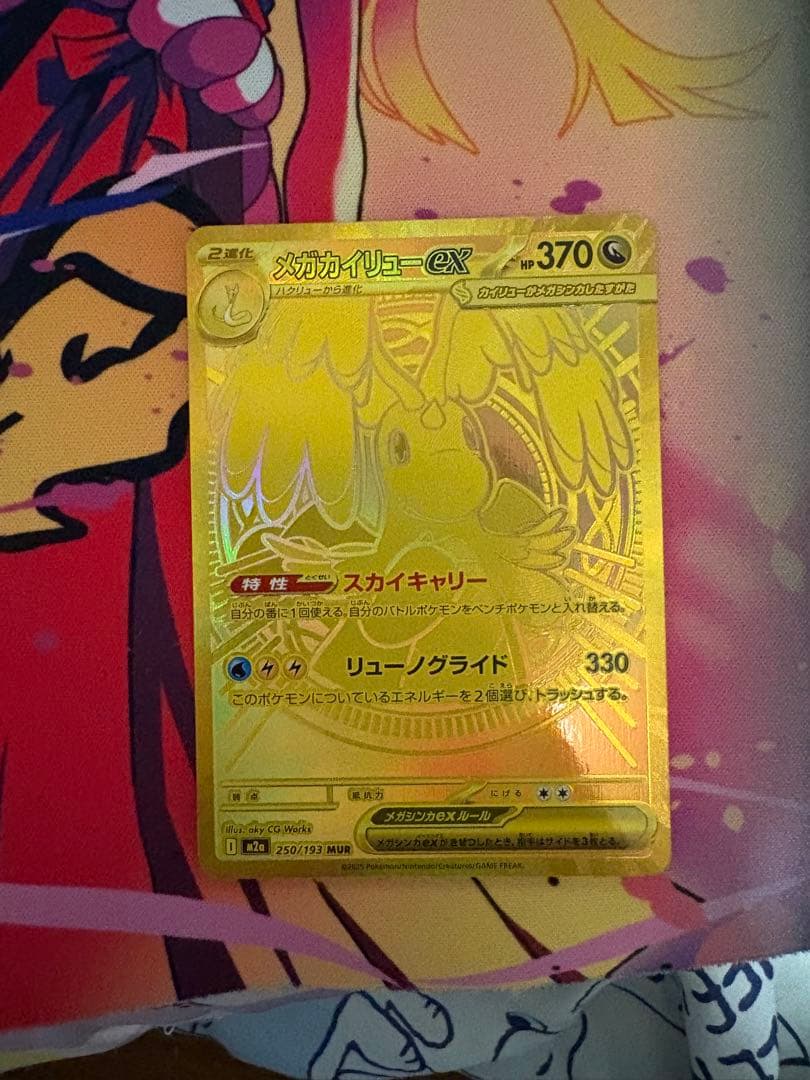 2進化
メガカイリューex
HP370
ハクリューから進化
カイリューがメガシンカしたすがた
特性
とくせい
スカイキャリー
自分の番に1回使える。自分のバトルポケモンをベンチポケモンと入れ替える。
リューノグライド 330
このポケモンについているエネルギーを2個選び、トラッシュする。
弱点
抵抗力
にげる
メガシンカexルール
メガシンカexがきぜつしたとき、相手はサイドを3枚とる。
Illus. aky CG Works
I m2a 250/193 MUR
©2025 Pokémon/Nintendo/Creatures/GAME FREAK.